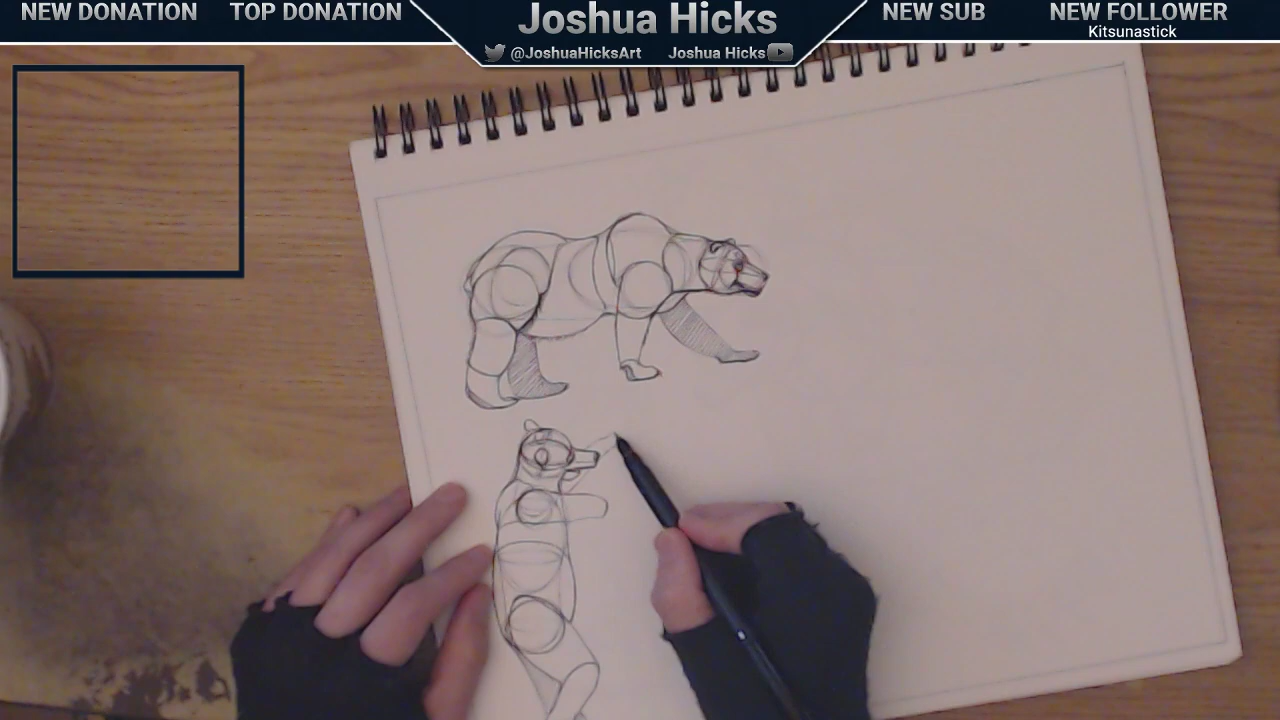 NEW DONATION
TOP DONATION
Joshua Hicks
@JoshuaHicksArt
Joshua Hicks
NEW SUB
NEW FOLLOWER
Kitsunastick